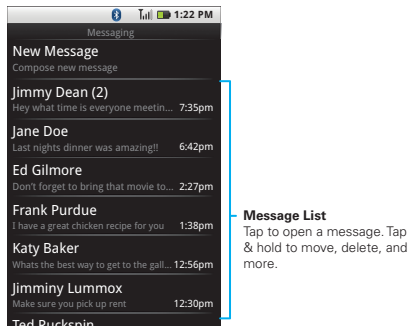 1:22 PM
Messaging
New Message
Compose new message
Jimmy Dean (2)
Hey what time is everyone meetin... 7:35pm
Jane Doe
Last nights dinner was amazing!! 6:42pm
Ed Gilmore
Don't forget to bring that movie to... 2:27pm
Frank Purdue
I have a great chicken recipe for you 1:38pm
Katy Baker
Whats the best way to get to the gall... 12:56pm
Jimminy Lummox
Make sure you pick up rent 12:30pm
Ted Ruckspin
Message List
Tap to open a message. Tap
& hold to move, delete, and
more.